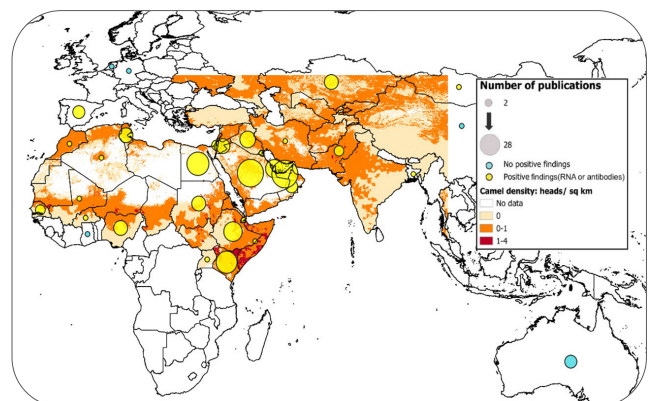 Number of publications
2
28
No positive findings
Positive findings(RNA or antibodies)
Camel density: heads/ sq km
No data
0
0-1
1-4